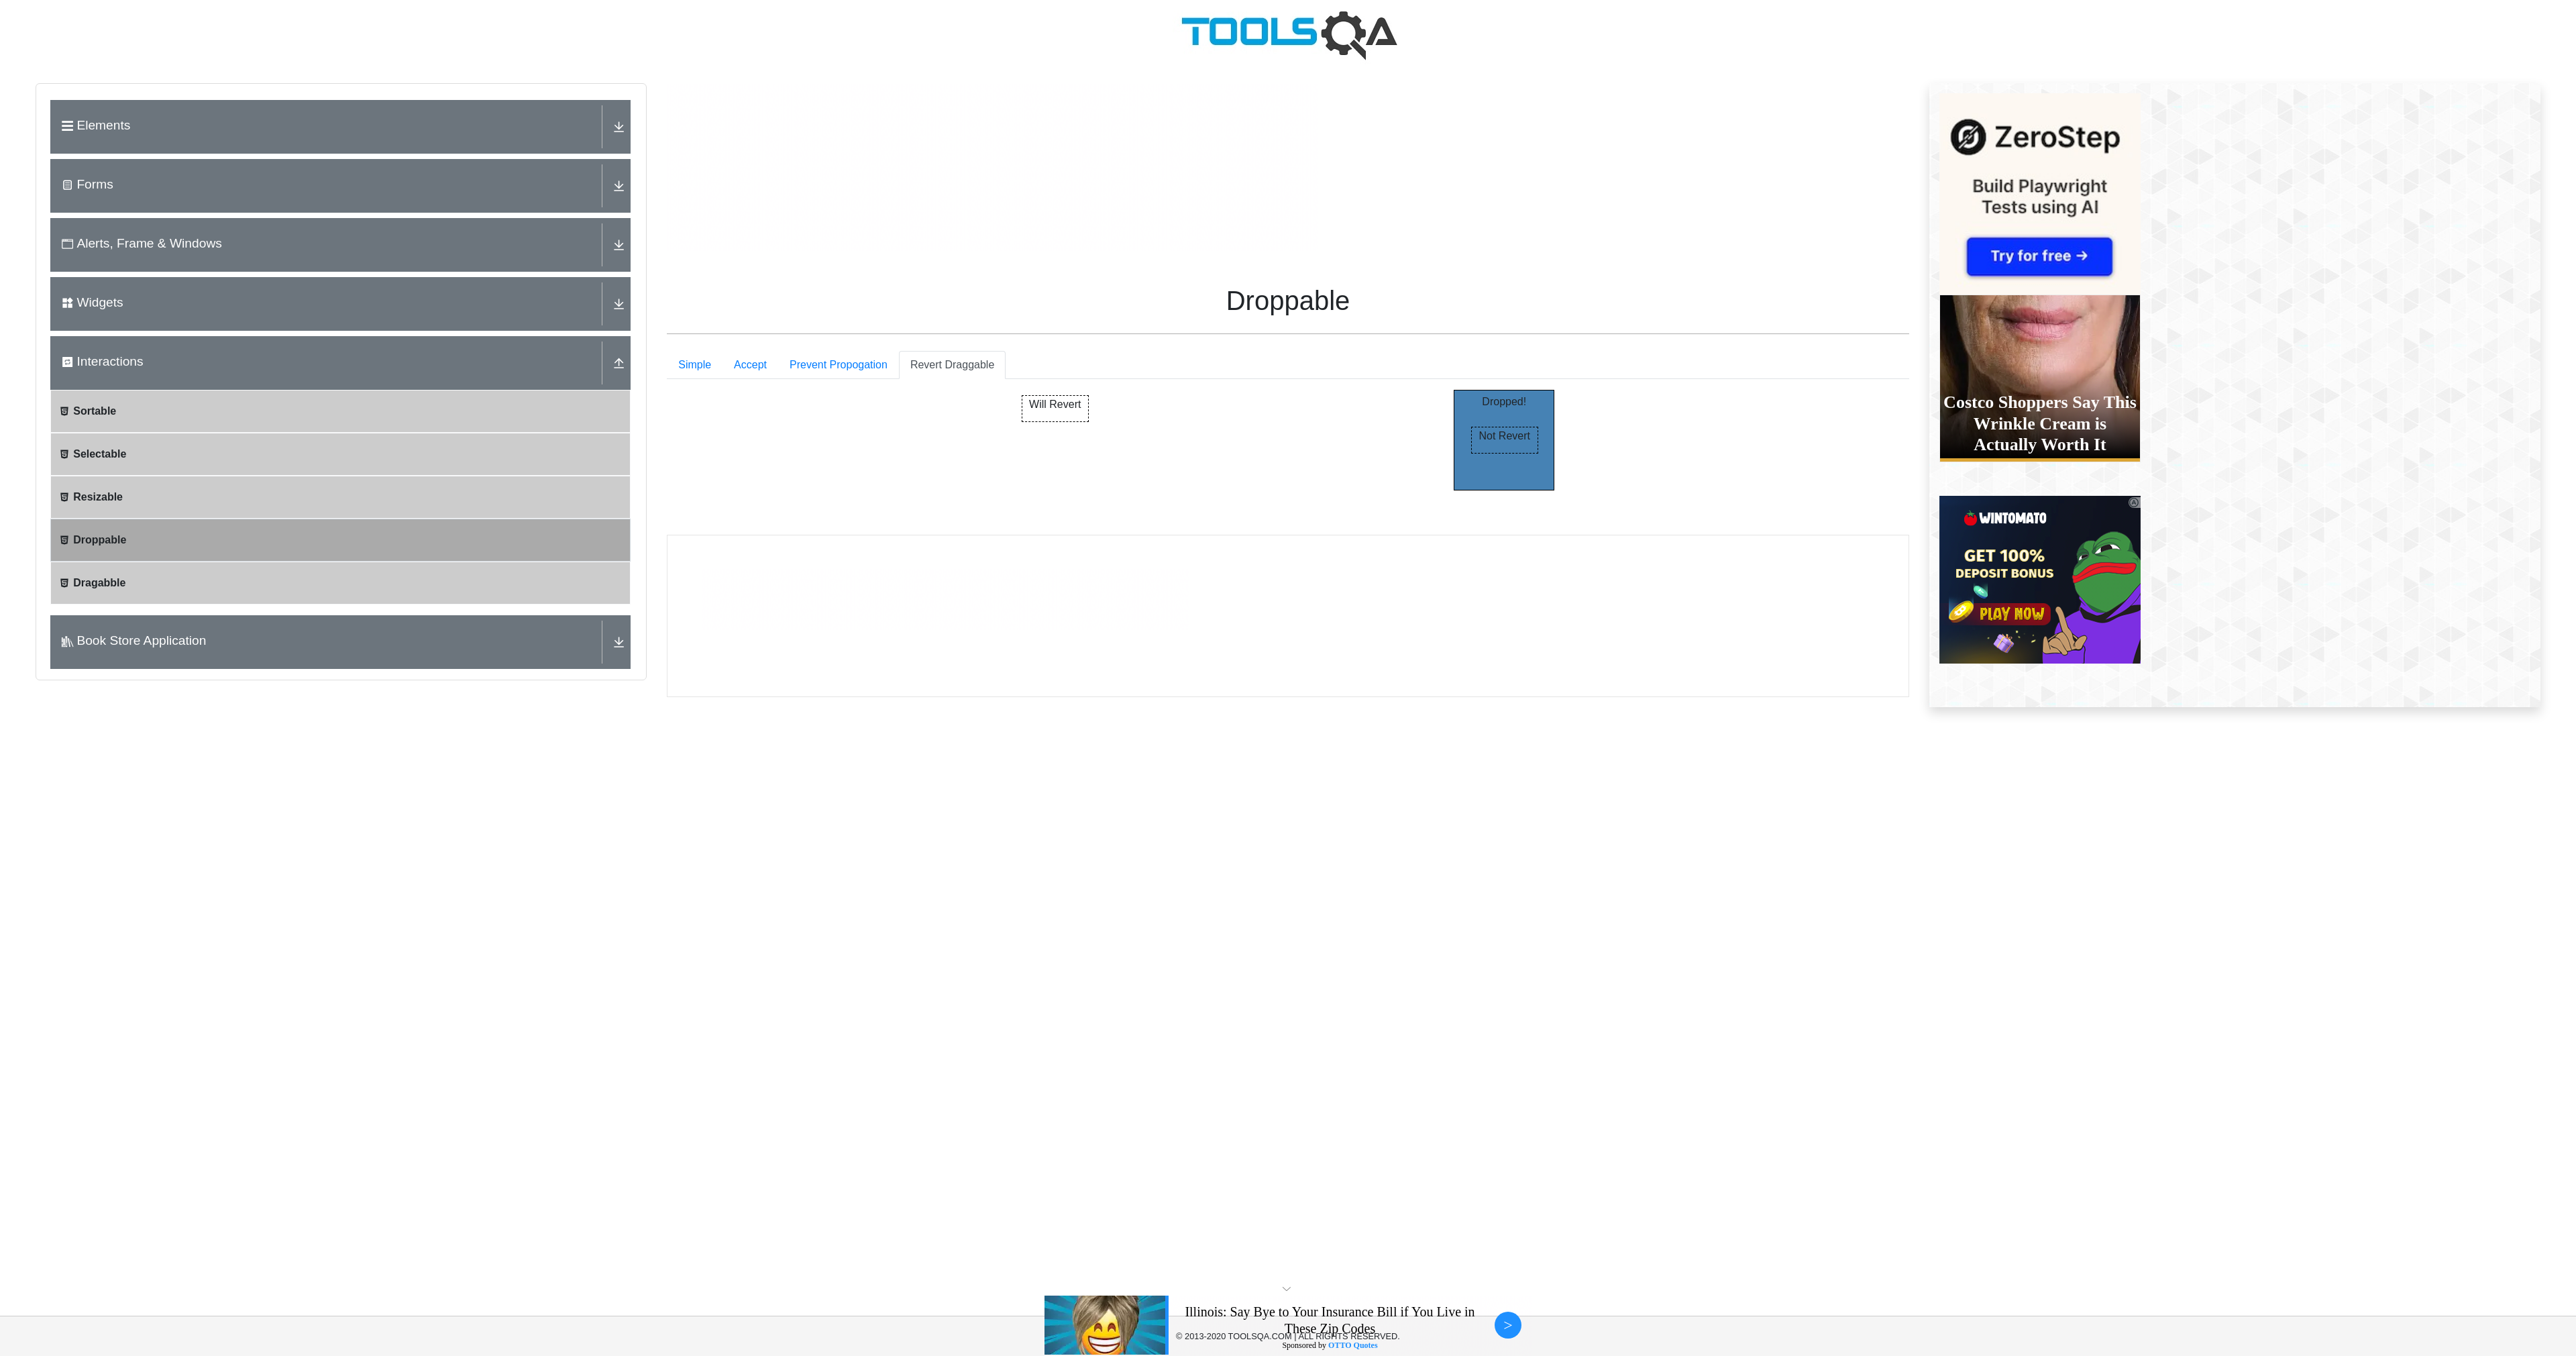 TOOLSQA
Elements
Forms
Alerts, Frame & Windows
Widgets
Interactions
Sortable
Selectable
Resizable
Droppable
Dragabble
Book Store Application
Droppable
Simple
Accept
Prevent Propogation
Revert Draggable
Will Revert
Dropped!
Not Revert
ZeroStep
Build Playwright
Tests using AI
Try for free →
Costco Shoppers Say This
Wrinkle Cream is
Actually Worth It
WINTOMATO
GET 100%
DEPOSIT BONUS
PLAY NOW
Illinois: Say Bye to Your Insurance Bill if You Live in
These Zip Codes
© 2013-2020 TOOLSQA.COM | ALL RIGHTS RESERVED.
Sponsored by OTTO Quotes
>